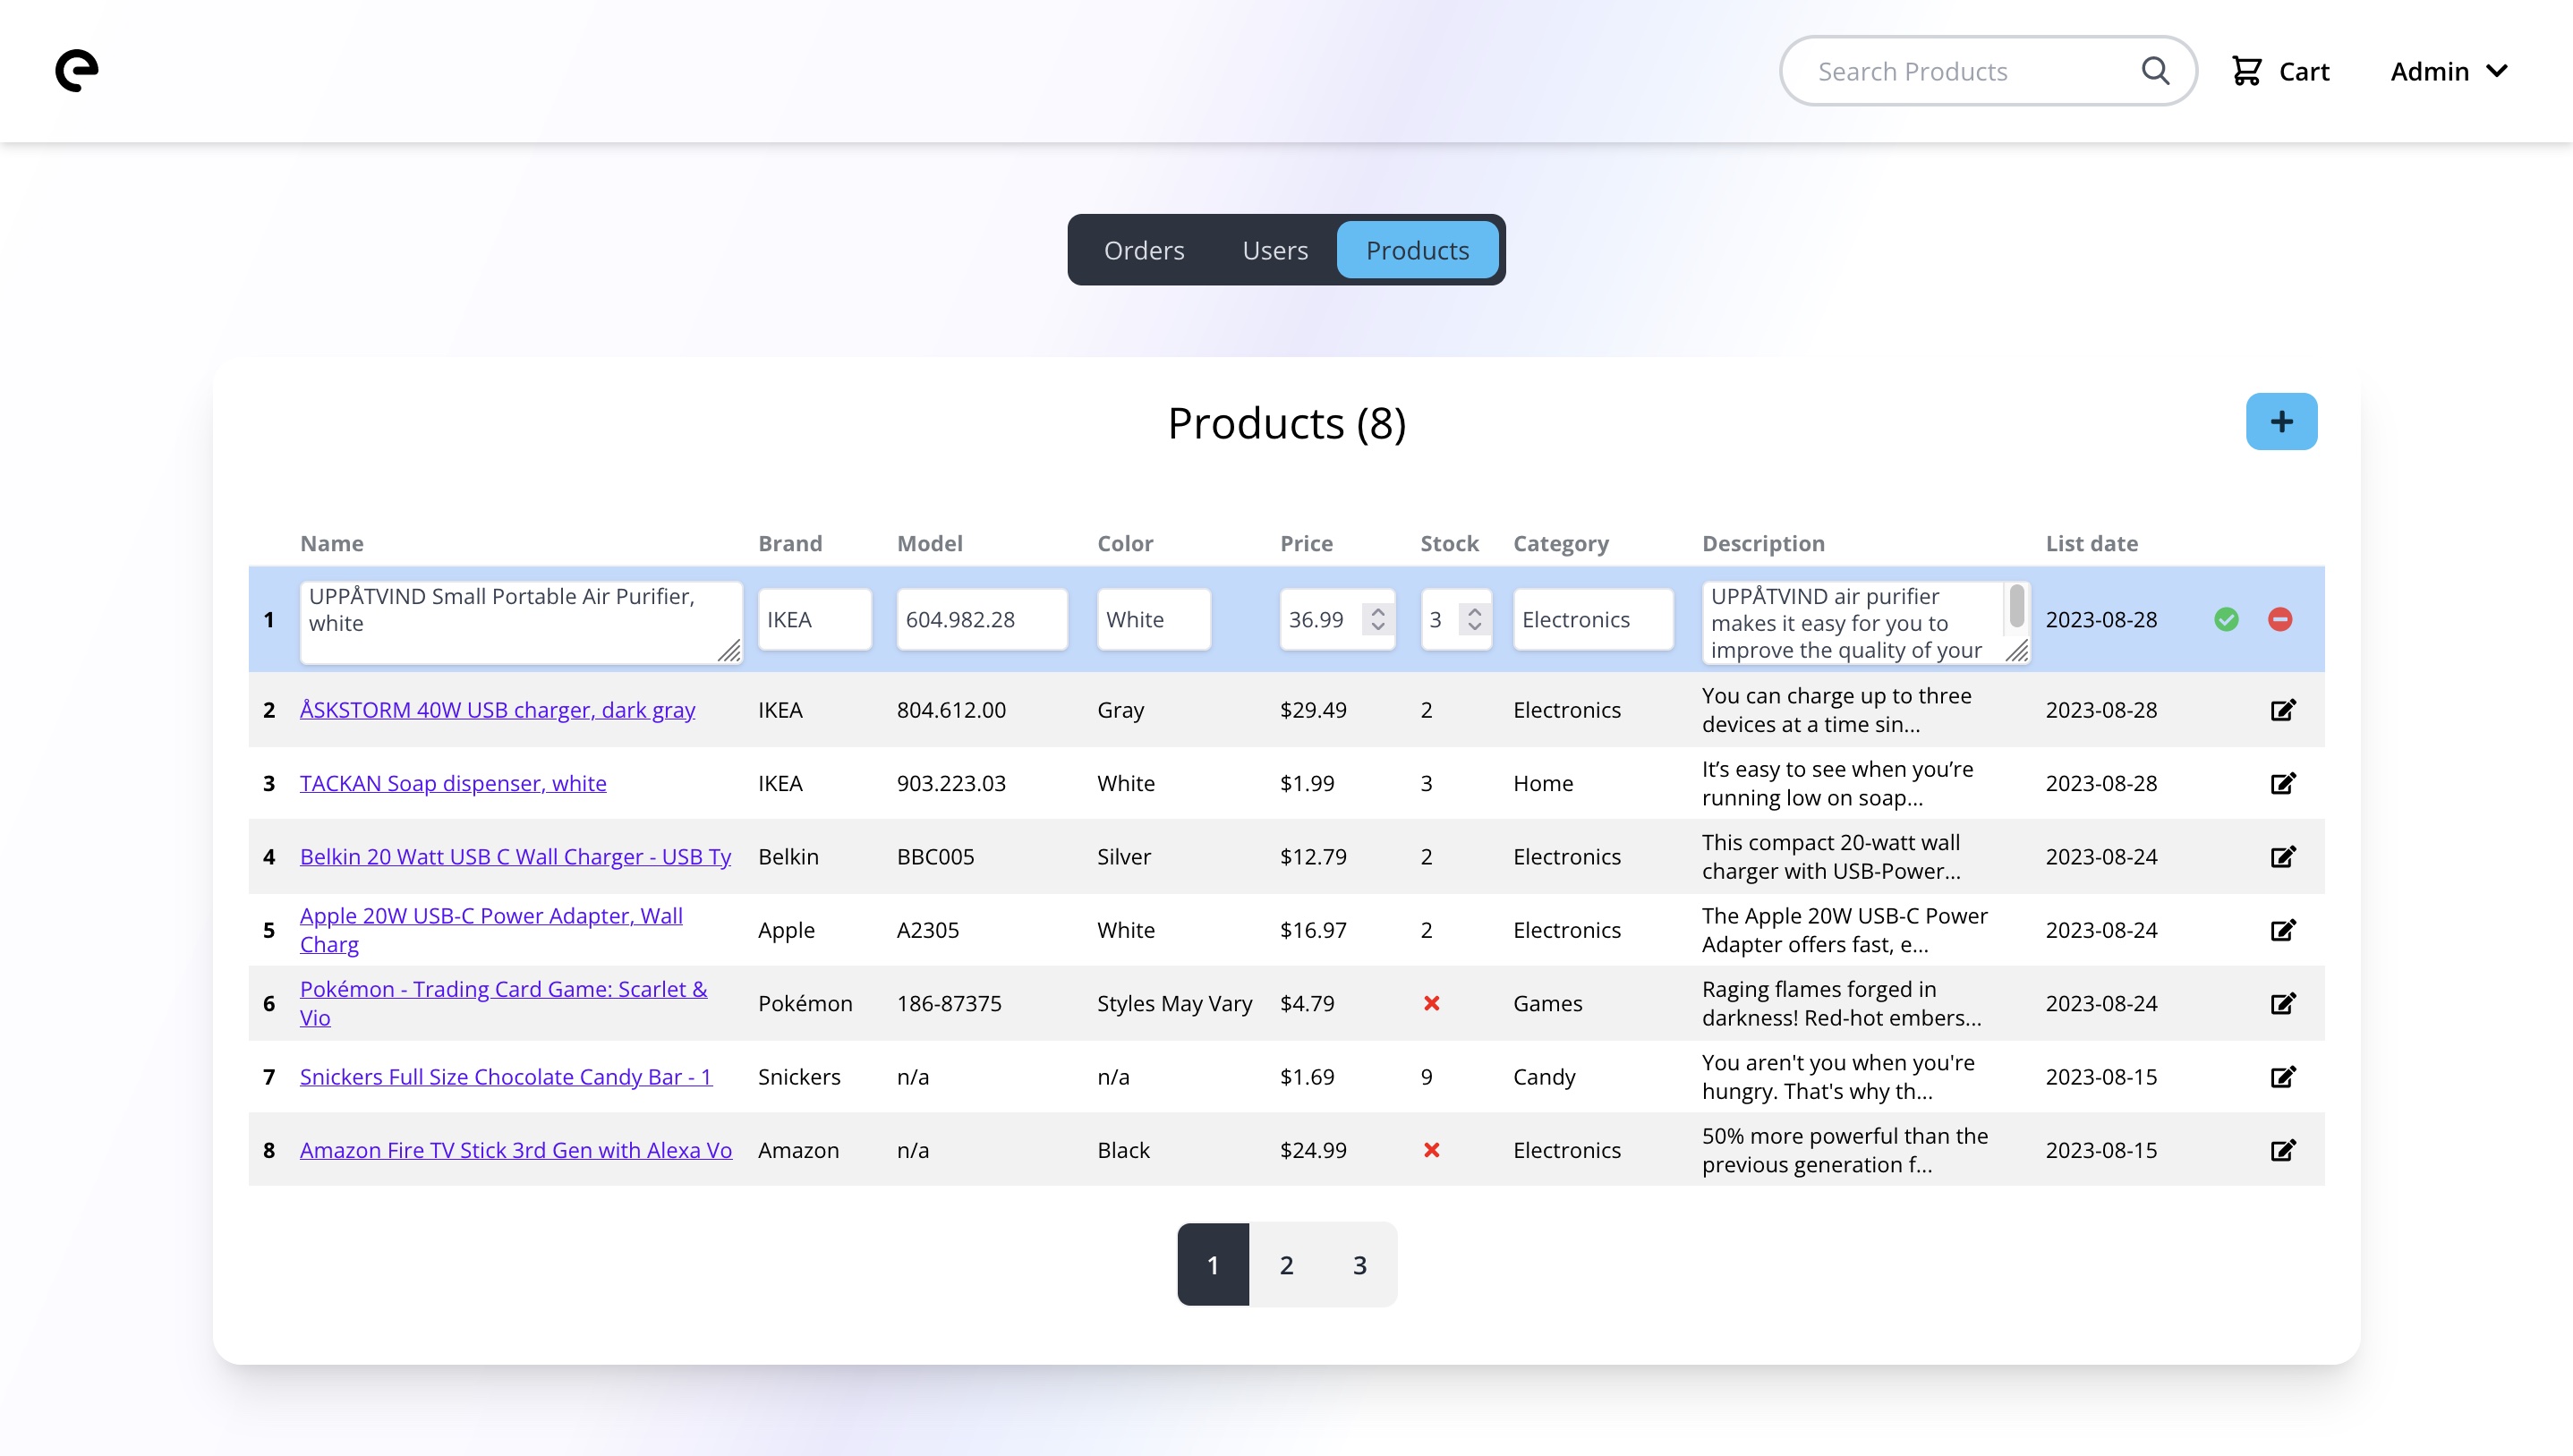 Search Products
Cart
Admin
Orders Users Products
Products (8)
Name Brand Model Color Price Stock Category Description List date
1 UPPÅTVIND Small Portable Air Purifier, white IKEA 604.982.28 White 36.99 3 Electronics UPPÅTVIND air purifier makes it easy for you to improve the quality of your 2023-08-28
2 ÅSKSTORM 40W USB charger, dark gray IKEA 804.612.00 Gray $29.49 2 Electronics You can charge up to three devices at a time sin... 2023-08-28
3 TACKAN Soap dispenser, white IKEA 903.223.03 White $1.99 3 Home It’s easy to see when you’re running low on soap... 2023-08-28
4 Belkin 20 Watt USB C Wall Charger - USB Ty Belkin BBC005 Silver $12.79 2 Electronics This compact 20-watt wall charger with USB-Power... 2023-08-24
5 Apple 20W USB-C Power Adapter, Wall Charg Apple A2305 White $16.97 2 Electronics The Apple 20W USB-C Power Adapter offers fast, e... 2023-08-24
6 Pokémon - Trading Card Game: Scarlet & Vio Pokémon 186-87375 Styles May Vary $4.79 Games Raging flames forged in darkness! Red-hot embers... 2023-08-24
7 Snickers Full Size Chocolate Candy Bar - 1 Snickers n/a n/a $1.69 9 Candy You aren't you when you're hungry. That's why th... 2023-08-15
8 Amazon Fire TV Stick 3rd Gen with Alexa Vo Amazon n/a Black $24.99 Electronics 50% more powerful than the previous generation f... 2023-08-15
1 2 3